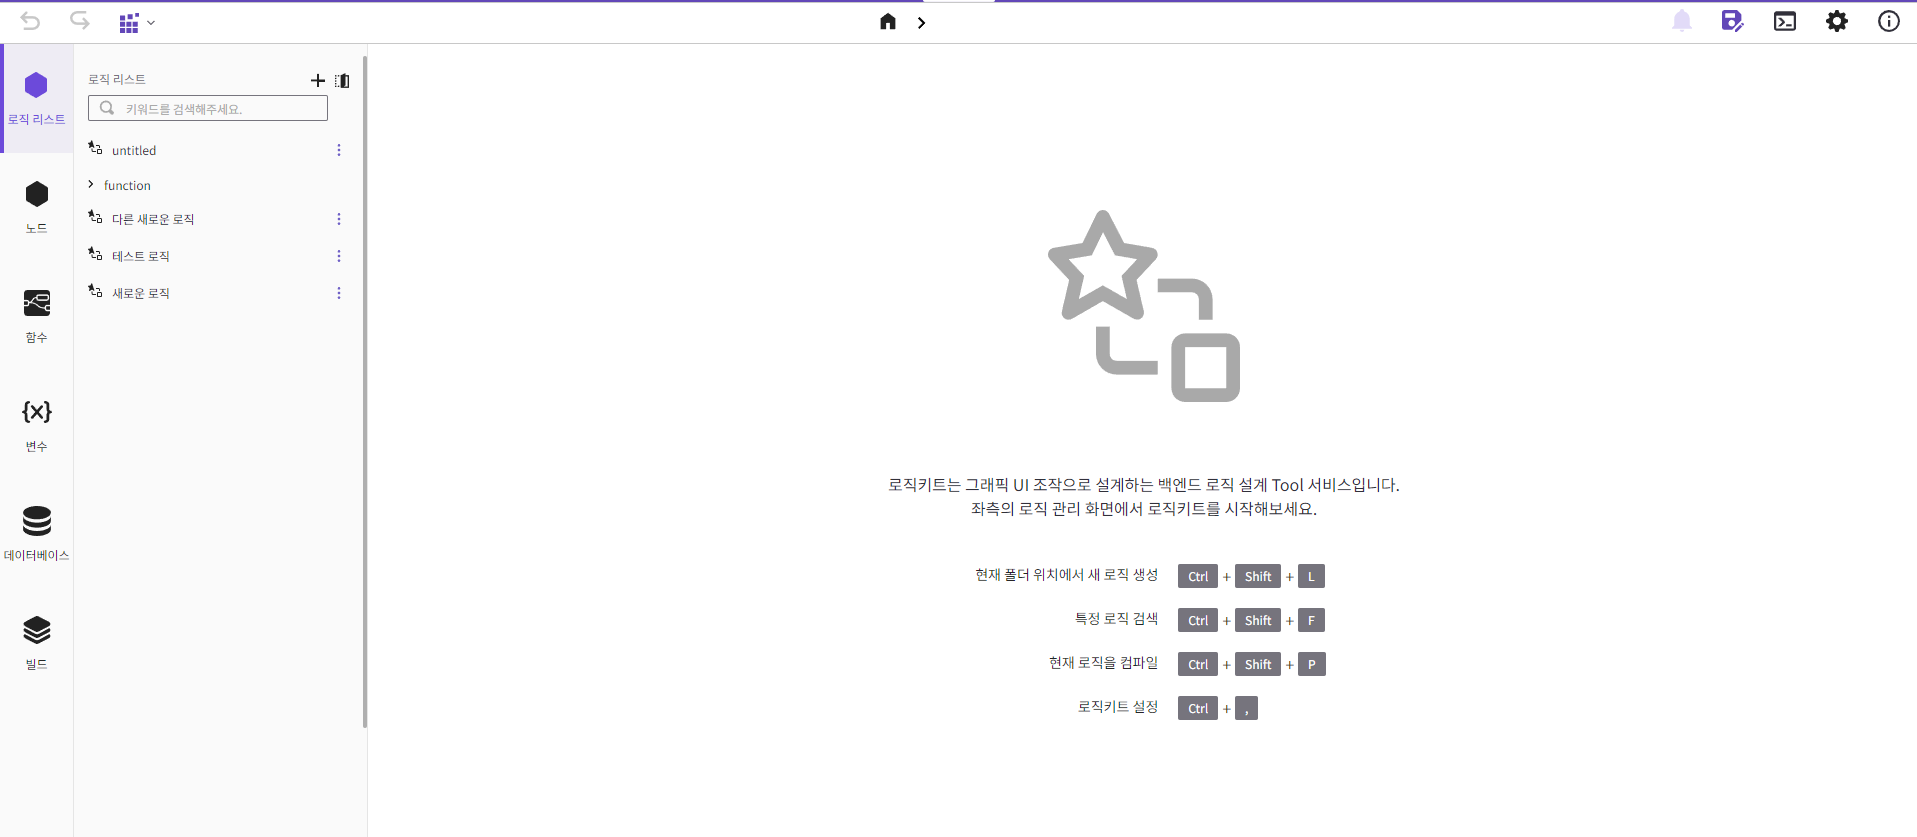 로직 리스트
노드
함수
{x}
변수
데이터베이스
빌드
로직 리스트
키워드를 검색해주세요.
untitled
function
다른 새로운 로직
테스트 로직
새로운 로직
로직키트는 그래픽 UI 조작으로 설계하는 백엔드 로직 설계 Tool 서비스입니다.
좌측의 로직 관리 화면에서 로직키트를 시작해보세요.
현재 폴더 위치에서 새 로직 생성 Ctrl + Shift + L
특정 로직 검색 Ctrl + Shift + F
현재 로직을 컴파일 Ctrl + Shift + P
로직키트 설정 Ctrl + ,